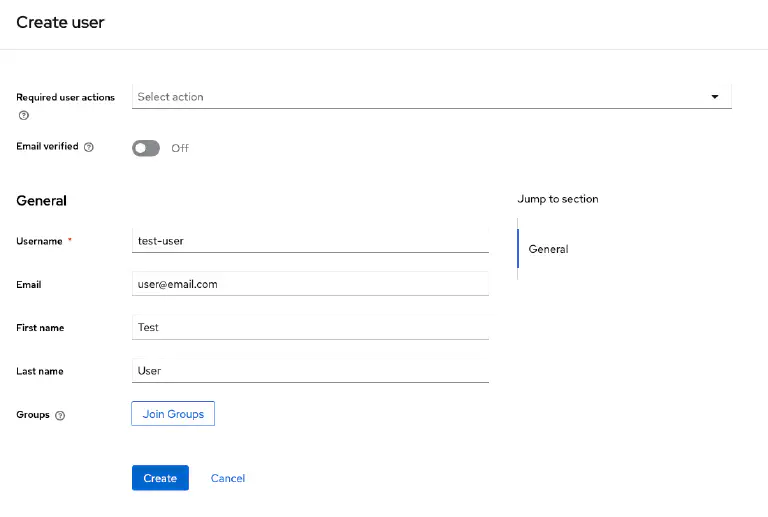 Create user
Required user actions
Select action
Email verified
Off
General
Jump to section
Username *
test-user
General
Email
user@email.com
First name
Test
Last name
User
Groups
Join Groups
Create
Cancel